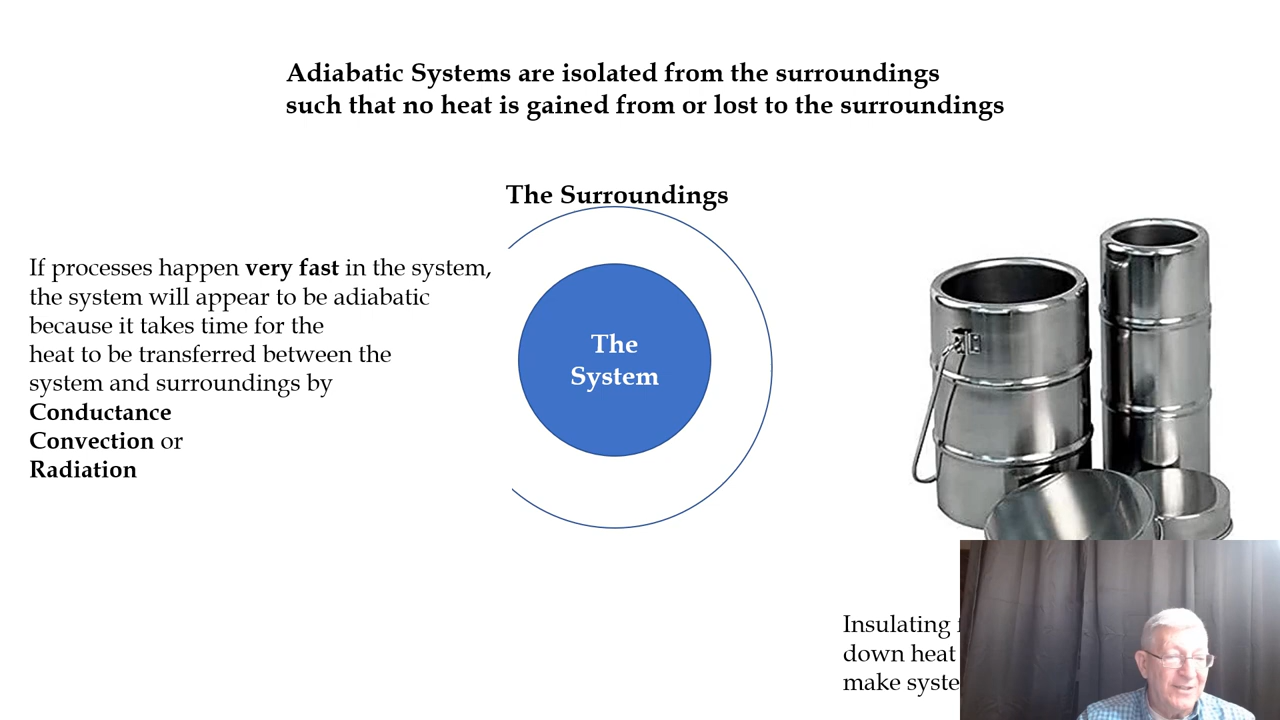 Adiabatic Systems are isolated from the surroundings
such that no heat is gained from or lost to the surroundings
The Surroundings
If processes happen very fast in the system,
the system will appear to be adiabatic
because it takes time for the
heat to be transferred between the
system and surroundings by
Conductance
Convection or
Radiation
The
System
Insulating
down heat
make